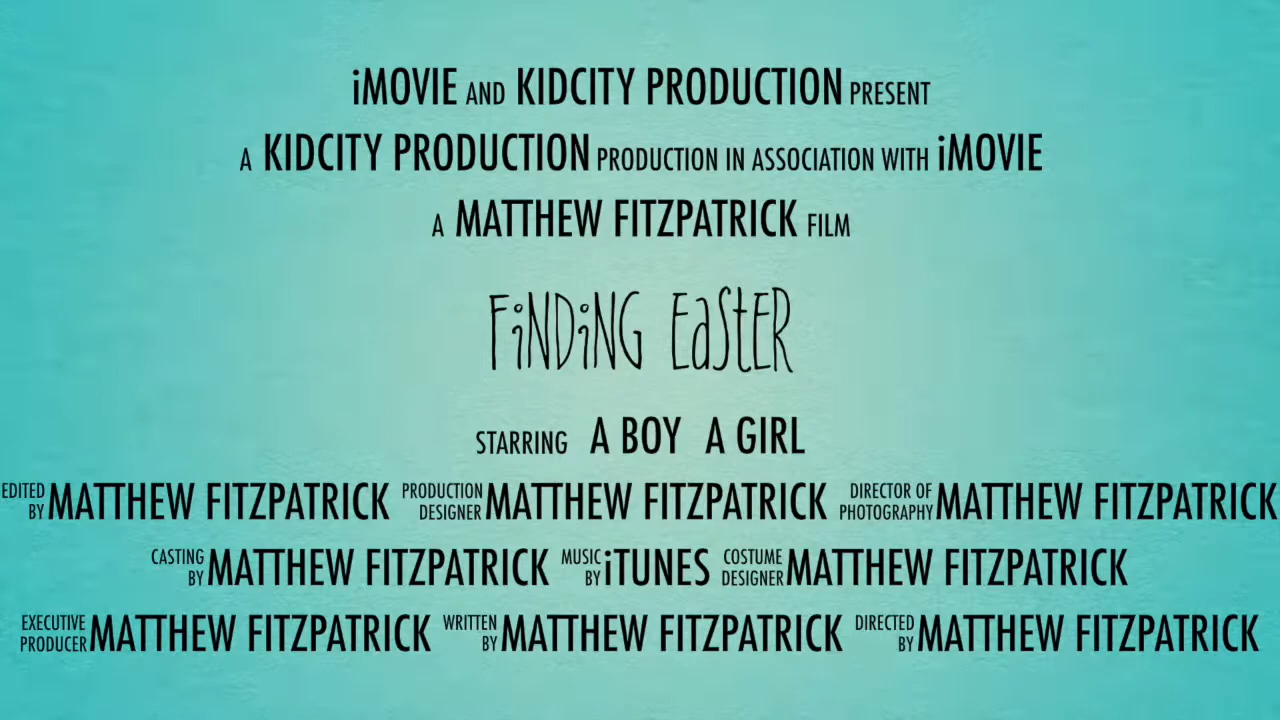 iMOVIE AND KIDCITY PRODUCTION PRESENT
A KIDCITY PRODUCTION PRODUCTION IN ASSOCIATION WITH iMOVIE
A MATTHEW FITZPATRICK FILM
FiNDiNG EaStER
STARRING A BOY A GIRL
EDITED BY MATTHEW FITZPATRICK PRODUCTION DESIGNER MATTHEW FITZPATRICK DIRECTOR OF PHOTOGRAPHY MATTHEW FITZPATRICK
CASTING BY MATTHEW FITZPATRICK MUSIC BY iTUNES COSTUME DESIGNER MATTHEW FITZPATRICK
EXECUTIVE PRODUCER MATTHEW FITZPATRICK WRITTEN BY MATTHEW FITZPATRICK DIRECTED BY MATTHEW FITZPATRICK